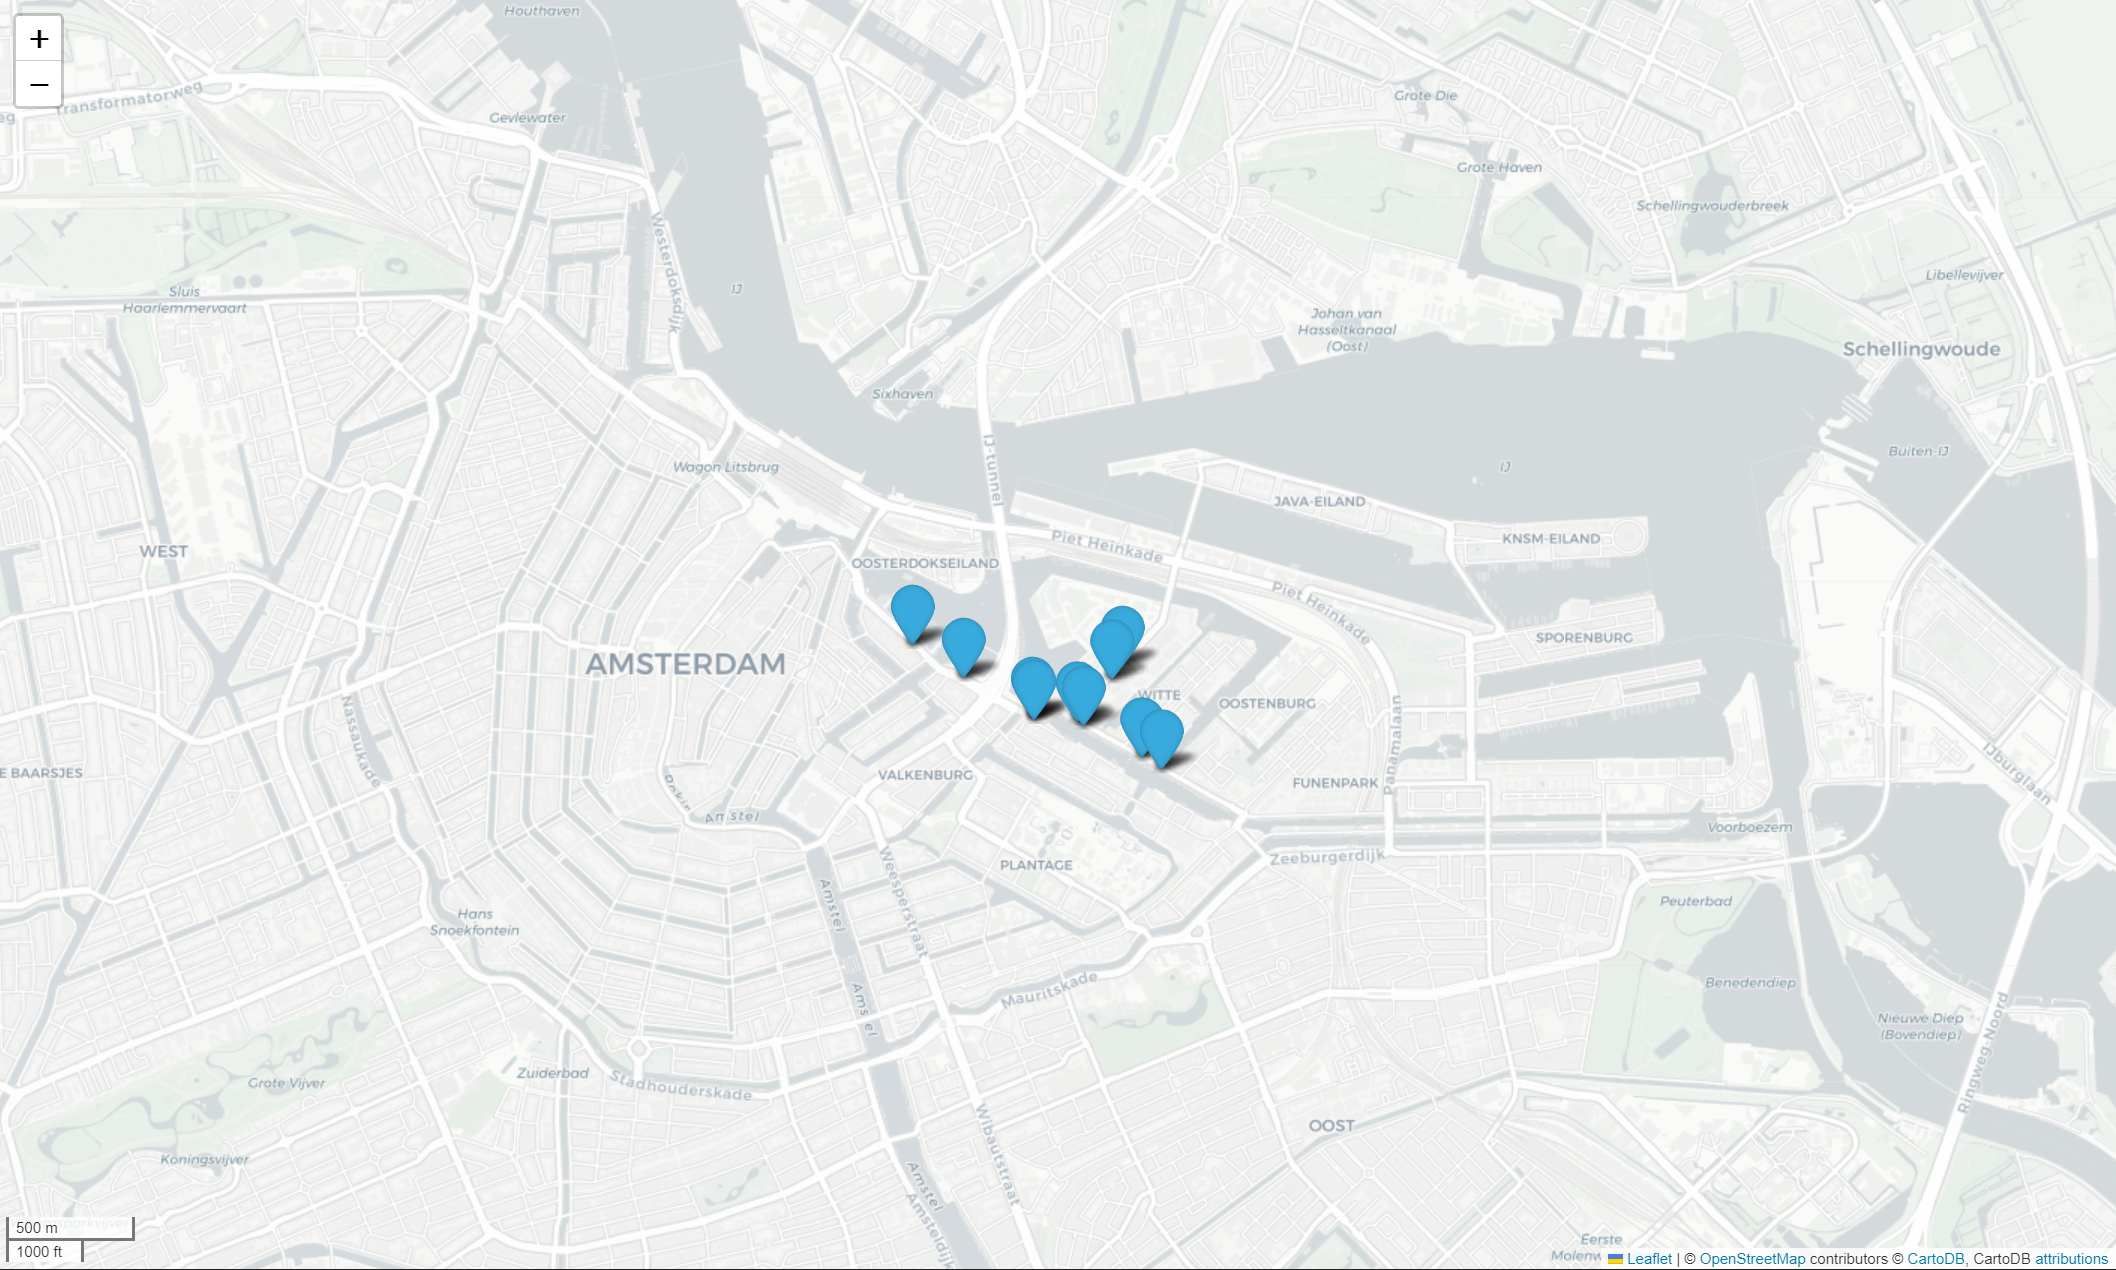 Houthaven
+
−
Transformatorweg
eg
Gevlewater
Grote Die
Grote Haven
Schellingwouderbreek
Westerdoksdijk
Libellevijver
IJ
Sluis
Haarlemmervaart
Johan van
Hasseltkanaal
(Oost)
Schellingwoude
Sixhaven
Wagon Litsbrug
IJ-tunnel
IJ
Buiten-IJ
JAVA-EILAND
KNSM-EILAND
WEST
Piet Heinkade
OOSTERDOKSEILAND
Piet Heinkade
SPORENBURG
AMSTERDAM
WITTE
OOSTENBURG
Nassaukade
Panamalaan
E BAARSJES
VALKENBURG
FUNENPARK
IJburglaan
Rokin
Amstel
Voorboezem
PLANTAGE
Zeeburgerdijk
Weesperstraat
Amstel
Peuterbad
Hans
Snoekfontein
Mauritskade
Amstel
Benedendiep
Nieuwe Diep
(Bovendiep)
Ringweg-Noord
Grote Vijver
Zuiderbad
Stadhouderskade
Wibautstraat
OOST
Koningsvijver
Amstel
Amsteldijk
500 m
1000 ft
Eerste
Molenw
Leaflet | © OpenStreetMap contributors © CartoDB, CartoDB attributions